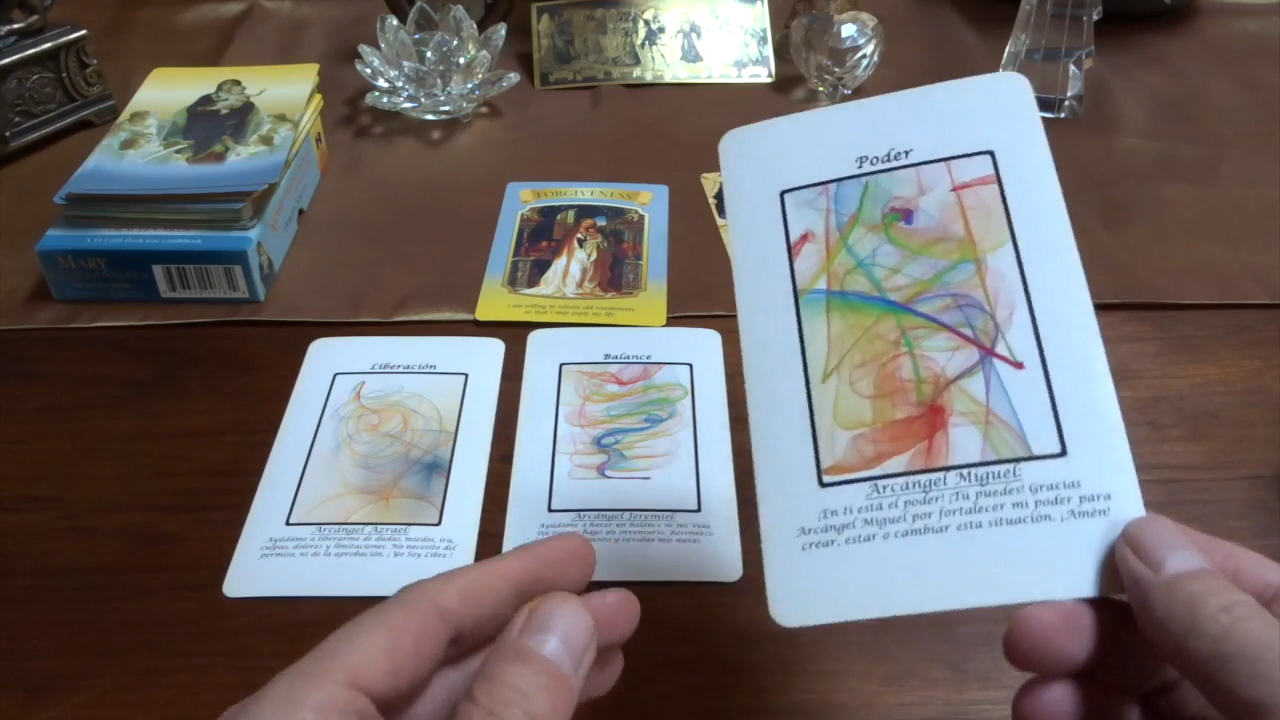 MARY
FORGIVENESS
I am willing to release old resentments
so that I may enjoy my life
Poder
Arcángel Miguel:
¡En ti está el poder! ¡Tú puedes! Gracias
Arcángel Miguel por fortalecer mi poder para
crear, estar o cambiar esta situación. ¡Amén!
Liberación
Arcángel Azrael:
Ayúdame a liberarme de dudas, miedos, ira,
culpas, dolores y limitaciones. No necesito del
permiso, ni de la aprobación. ¡Yo Soy Libre!
Balance
Arcángel Jeremiel:
Ayúdame a hacer un balance
hago un inventario,
y